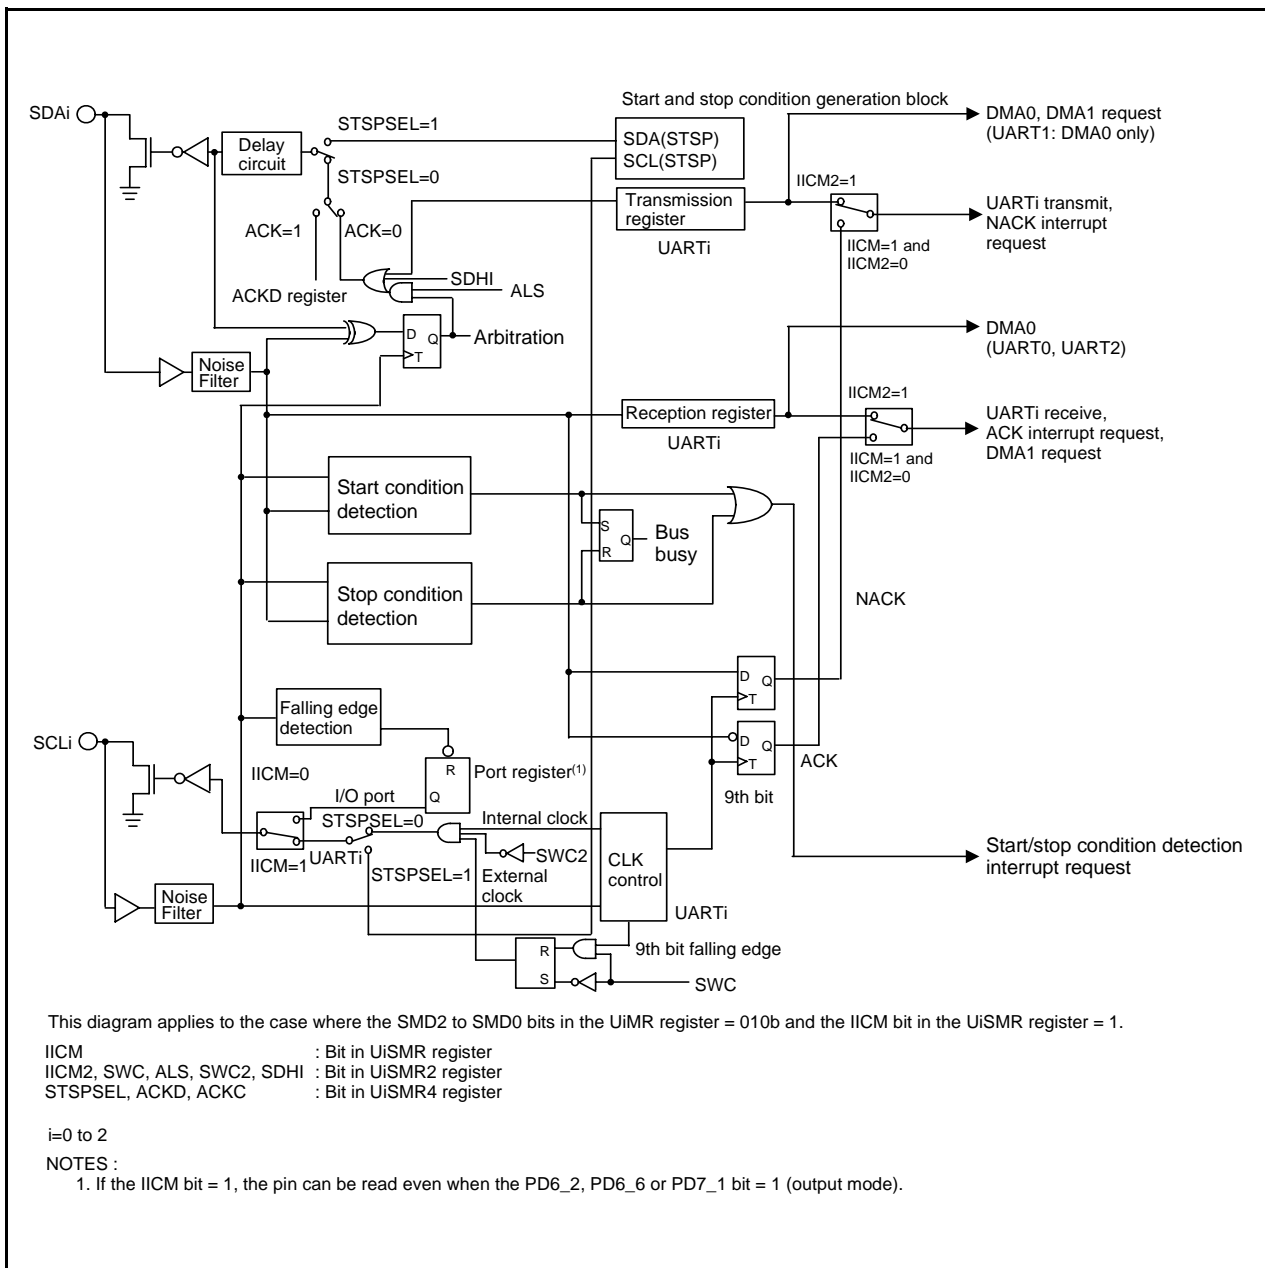 Start and stop condition generation block
SDAi
STSPSEL=1
Delay
circuit
SDA(STSP)
SCL(STSP)
DMA0, DMA1 request
(UART1: DMA0 only)
STSPSEL=0
IICM2=1
Transmission
register
UARTi
UARTi transmit,
NACK interrupt
request
ACK=1
ACK=0
IICM=1 and
IICM2=0
SDHI
ALS
ACKD register
D
Q
T
Arbitration
DMA0
(UART0, UART2)
Noise
Filter
IICM2=1
Reception register
UARTi
UARTi receive,
ACK interrupt request,
DMA1 request
IICM=1 and
IICM2=0
Start condition
detection
S
Q
R
Bus
busy
Stop condition
detection
NACK
D
Q
T
Falling edge
detection
D
Q
T
ACK
9th bit
SCLi
R
Q
Port register(1)
IICM=0
I/O port
STSPSEL=0
Internal clock
IICM=1
UARTi
SWC2
STSPSEL=1
External
clock
CLK
control
UARTi
Start/stop condition detection
interrupt request
Noise
Filter
R
S
9th bit falling edge
SWC
This diagram applies to the case where the SMD2 to SMD0 bits in the UiMR register = 010b and the IICM bit in the UiSMR register = 1.
IICM : Bit in UiSMR register
IICM2, SWC, ALS, SWC2, SDHI : Bit in UiSMR2 register
STSPSEL, ACKD, ACKC : Bit in UiSMR4 register
i=0 to 2
NOTES :
1. If the IICM bit = 1, the pin can be read even when the PD6_2, PD6_6 or PD7_1 bit = 1 (output mode).